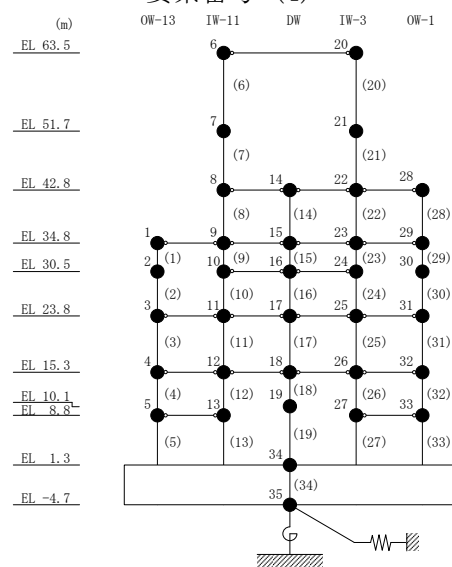 (m) OW-13 IW-11 DW IW-3 OW-1
EL 63.5 6 20
(6) (20)
EL 51.7 7 21
(7) (21)
EL 42.8 8 14 22 28
(8) (14) (22) (28)
EL 34.8 1 9 15 23 29
(1) (9) (15) (23) (29)
EL 30.5 2 10 16 24 30
(2) (10) (16) (24) (30)
EL 23.8 3 11 17 25 31
(3) (11) (17) (25) (31)
EL 15.3 4 12 18 26 32
(4) (12) (18) (26) (32)
EL 10.1 19
EL 8.8 5 13 27 33
(5) (13) (19) (27) (33)
EL 1.3 34
(34)
EL -4.7 35